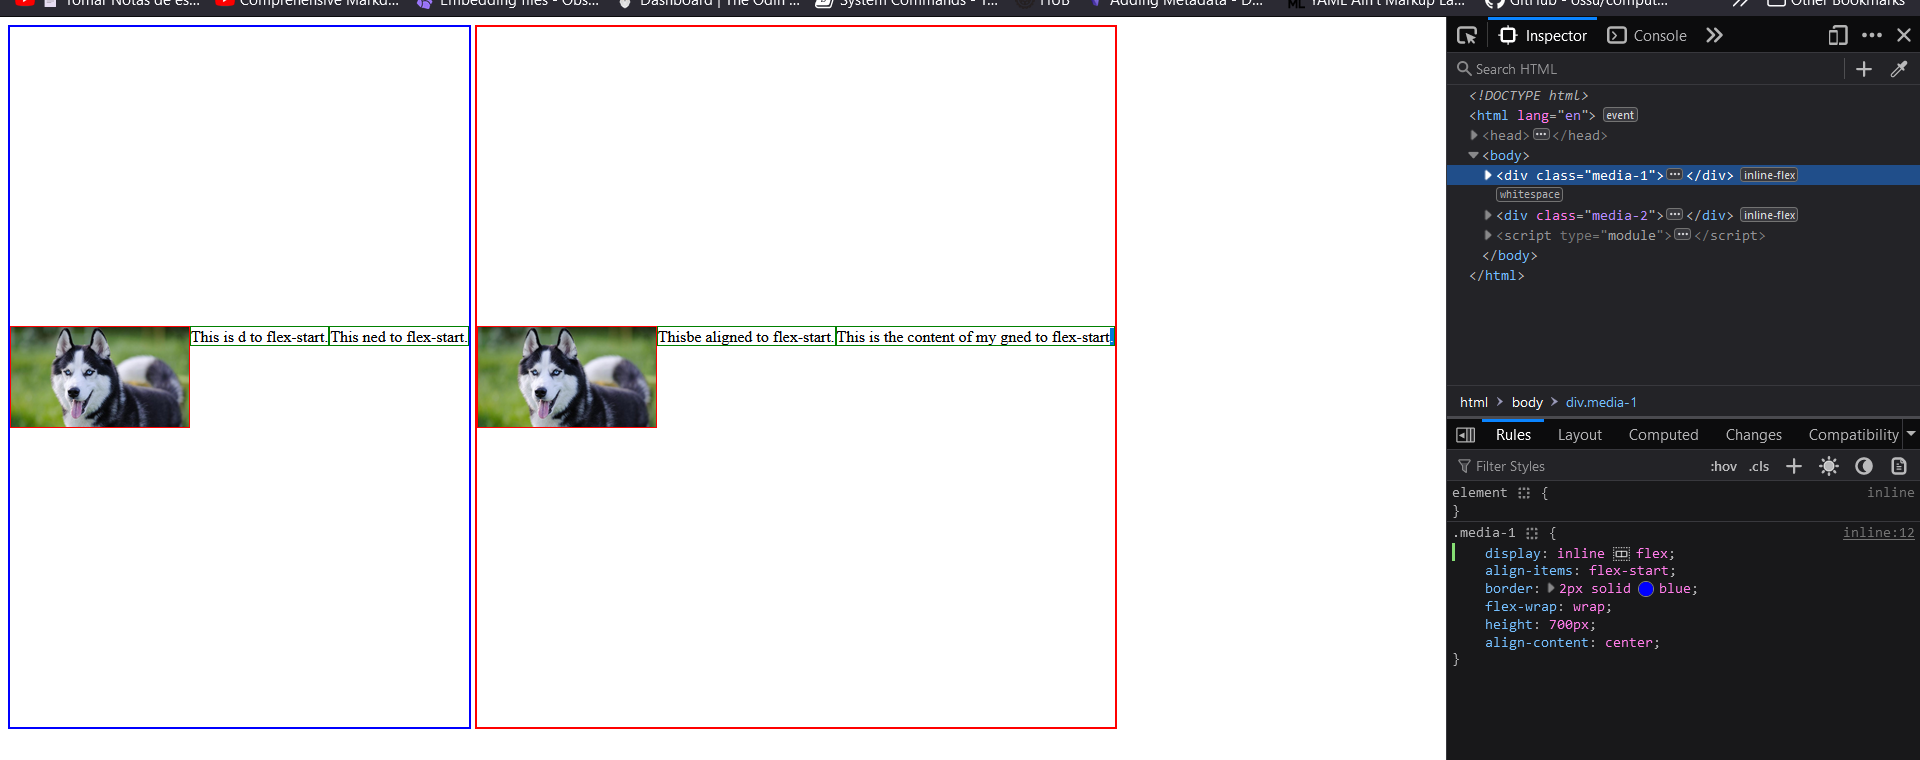 Tomar Notas de es...
Comprehensive Marku...
Embedding files - Obs...
Dashboard | The Odin ...
System Commands - T...
HUB
Adding Metadata - D...
YAML Ain't Markup La...
GitHub - ossu/comput...
Other Bookmarks
This is d to flex-start.
This ned to flex-start.
Thisbe aligned to flex-start.
This is the content of my gned to flex-start.
Inspector
Console
Search HTML
<!DOCTYPE html>
<html lang="en"> event
<head>···</head>
<body>
<div class="media-1">···</div> inline-flex
whitespace
<div class="media-2">···</div> inline-flex
<script type="module">···</script>
</body>
</html>
html > body > div.media-1
Rules Layout Computed Changes Compatibility
Filter Styles :hov .cls
element { inline
}
.media-1 { inline:12
display: inline flex;
align-items: flex-start;
border: 2px solid blue;
flex-wrap: wrap;
height: 700px;
align-content: center;
}